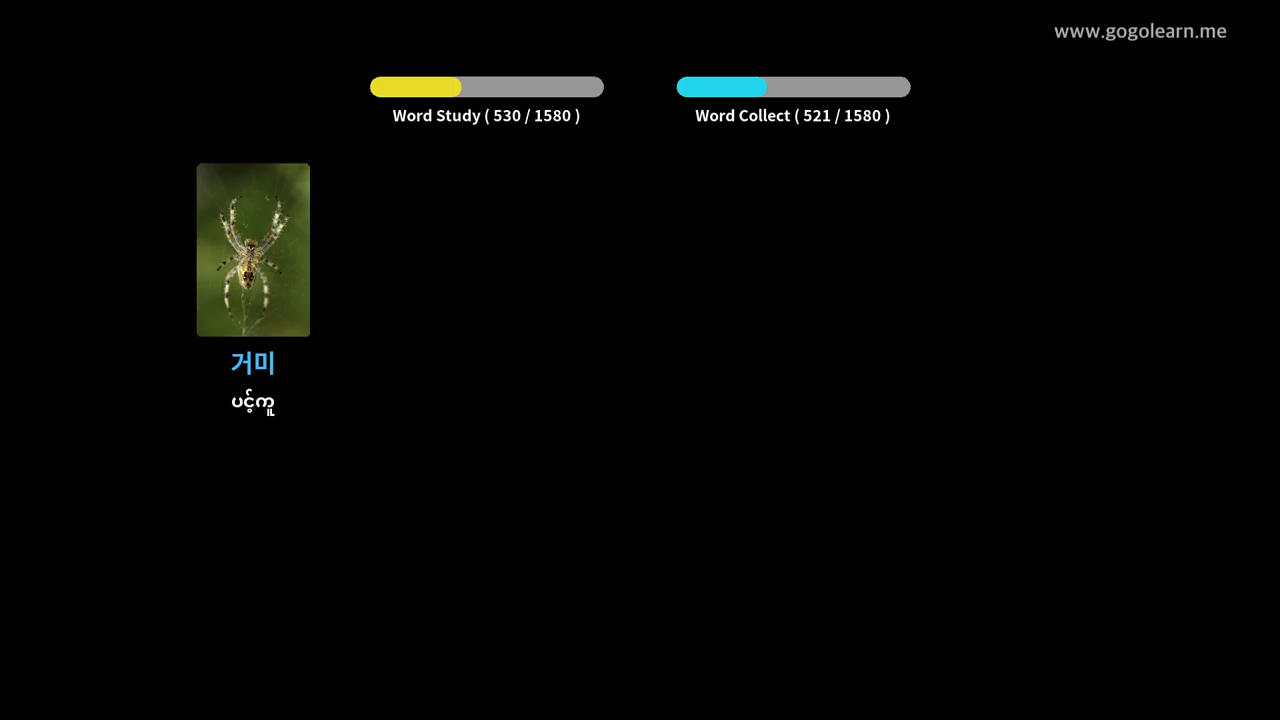 www.gogolearn.me
Word Study ( 530 / 1580 )
Word Collect ( 521 / 1580 )
거미
ပင့်ကူ